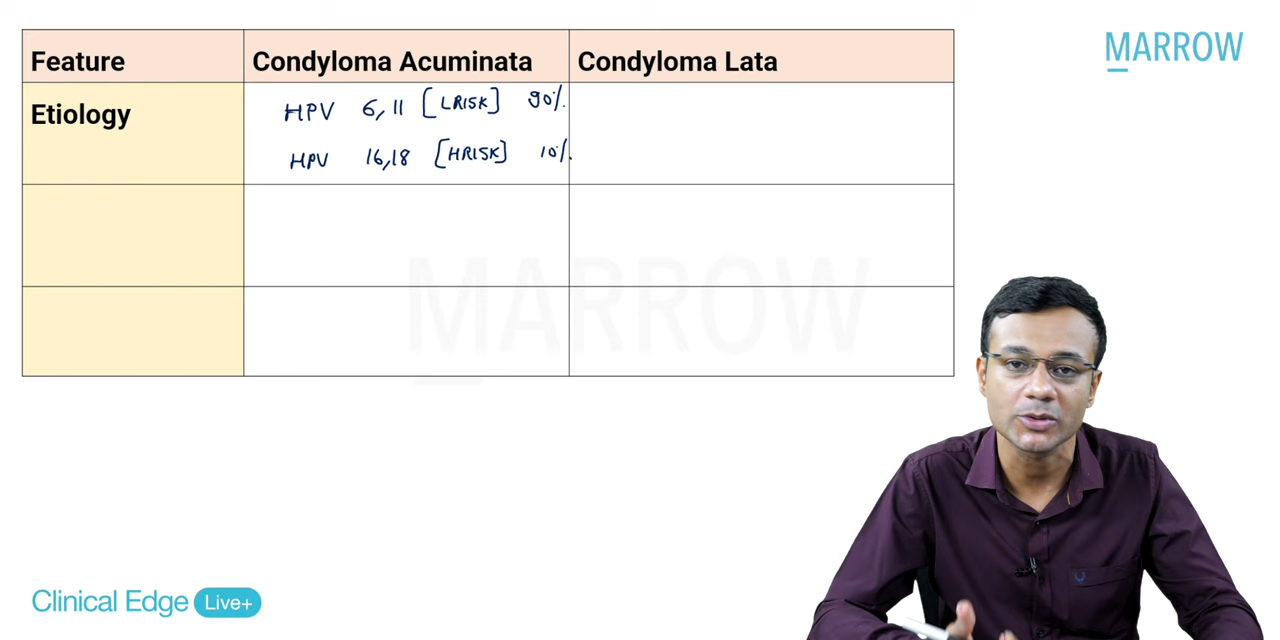 MARROW
Feature Condyloma Acuminata Condyloma Lata
Etiology
HPV 6, 11 [LRISK] 90%.
HPV 16, 18 [HRISK] 10%.
MARROW
Clinical Edge Live+